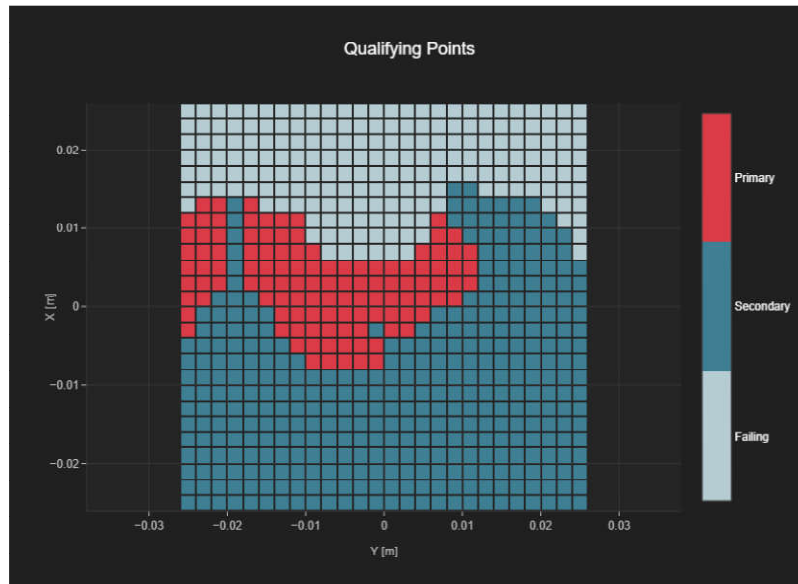 Qualifying Points
0.02
0.01
0
−0.01
−0.02
X [m]
−0.03
−0.02
−0.01
0
0.01
0.02
0.03
Y [m]
Primary
Secondary
Failing